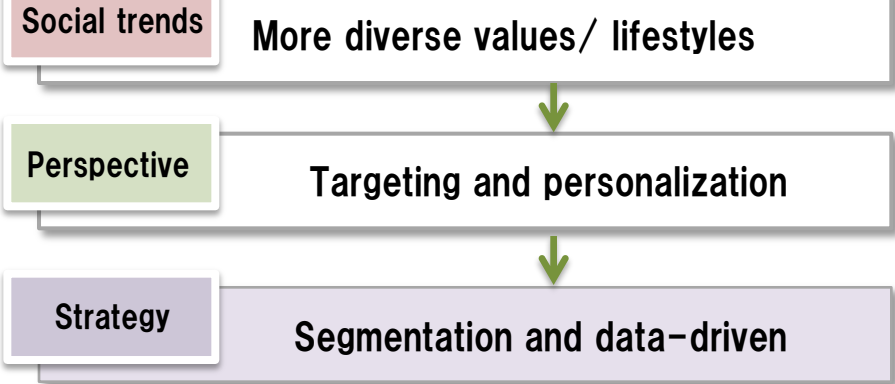 Social trends
More diverse values/ lifestyles
Perspective
Targeting and personalization
Strategy
Segmentation and data-driven